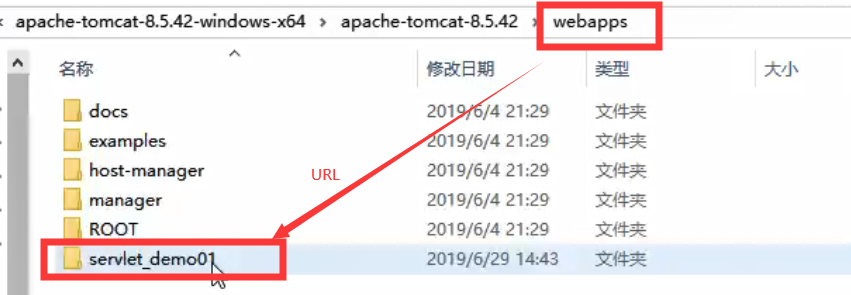 apache-tomcat-8.5.42-windows-x64 > apache-tomcat-8.5.42 > webapps
名称 修改日期 类型 大小
docs 2019/6/4 21:29 文件夹
examples 2019/6/4 21:29 文件夹
host-manager 2019/6/4 21:29 文件夹
manager 2019/6/4 21:29 文件夹
URL
ROOT 2019/6/4 21:29 文件夹
servlet_demo01 2019/6/29 14:43 文件夹